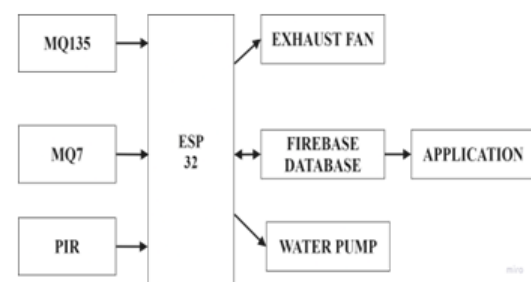 MQ135
EXHAUST FAN
ESP
32
MQ7
FIREBASE
DATABASE
APPLICATION
PIR
WATER PUMP
miro